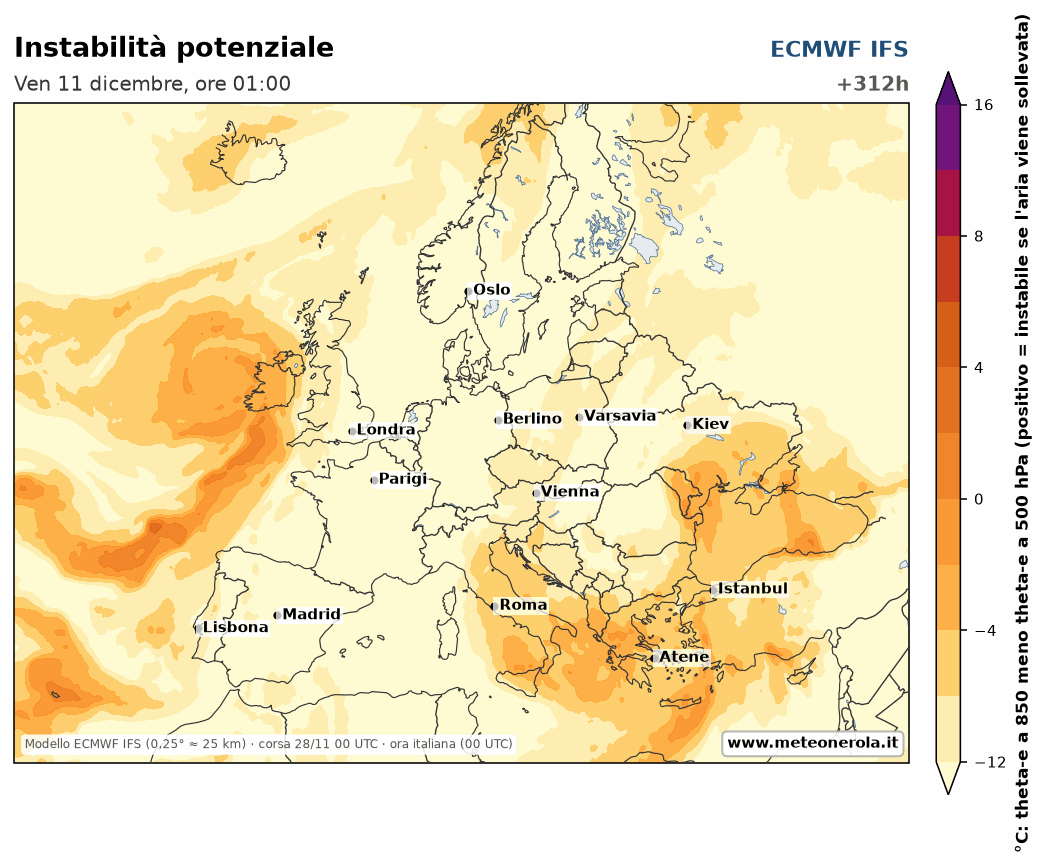 Instabilità potenziale
ECMWF IFS
Ven 11 dicembre, ore 01:00
+312h
Oslo
Londra
Berlino
Varsavia
Kiev
Parigi
Vienna
Istanbul
Roma
Madrid
Lisbona
Atene
Modello ECMWF IFS (0,25° ≈ 25 km) · corsa 28/11 00 UTC · ora italiana (00 UTC)
www.meteonerola.it
16
8
4
0
−4
−12
°C: theta-e a 850 meno theta-e a 500 hPa (positivo = instabile se l'aria viene sollevata)